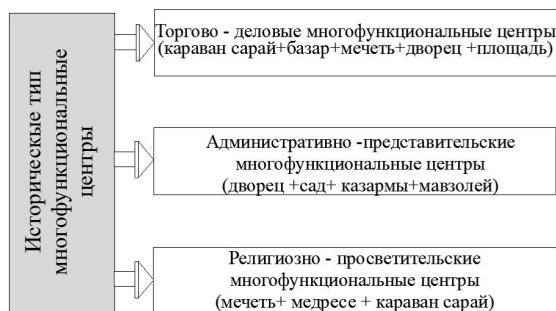 Историческые тип
многофункциональные
центры
Торгово - деловые многофункциональные центры
(караван сарай+базар+мечеть+дворец +площадь)
Административно -представительские
многофункциональные центры
(дворец +сад+ казармы+мавзолей)
Религиозно - просветительские
многофункциональные центры
(мечеть+ медресе + караван сарай)